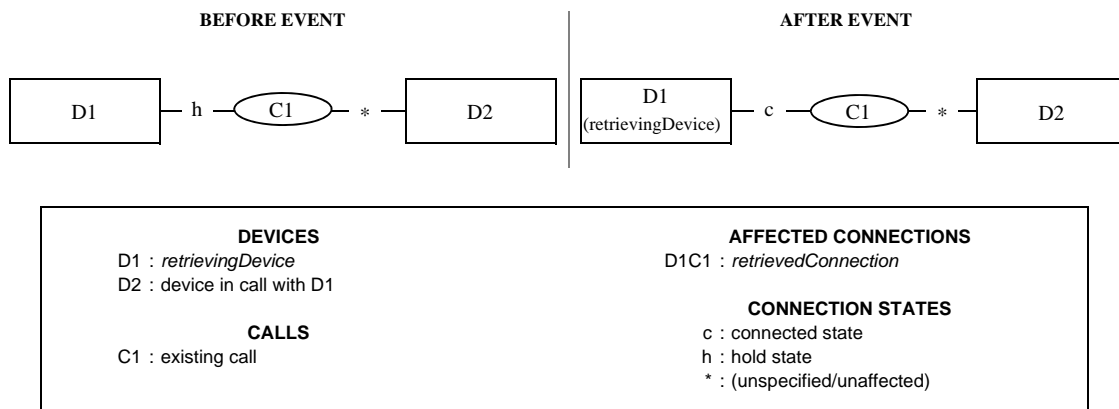 BEFORE EVENT
AFTER EVENT
D1 h C1 * D2
D1
(retrievingDevice)
c C1 * D2
DEVICES
D1 : retrievingDevice
D2 : device in call with D1
CALLS
C1 : existing call
AFFECTED CONNECTIONS
D1C1 : retrievedConnection
CONNECTION STATES
c : connected state
h : hold state
* : (unspecified/unaffected)